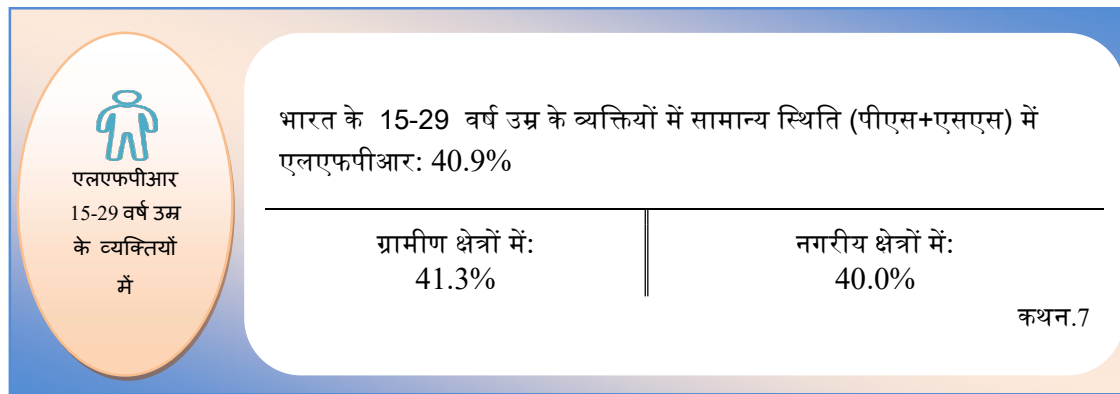 एलएफपीआर
15-29 वर्ष उम्र
के व्यक्तियों
में
भारत के 15-29 वर्ष उम्र के व्यक्तियों में सामान्य स्थिति (पीएस+एसएस) में
एलएफपीआर: 40.9%
ग्रामीण क्षेत्रों में:
41.3%
नगरीय क्षेत्रों में:
40.0%
कथन.7